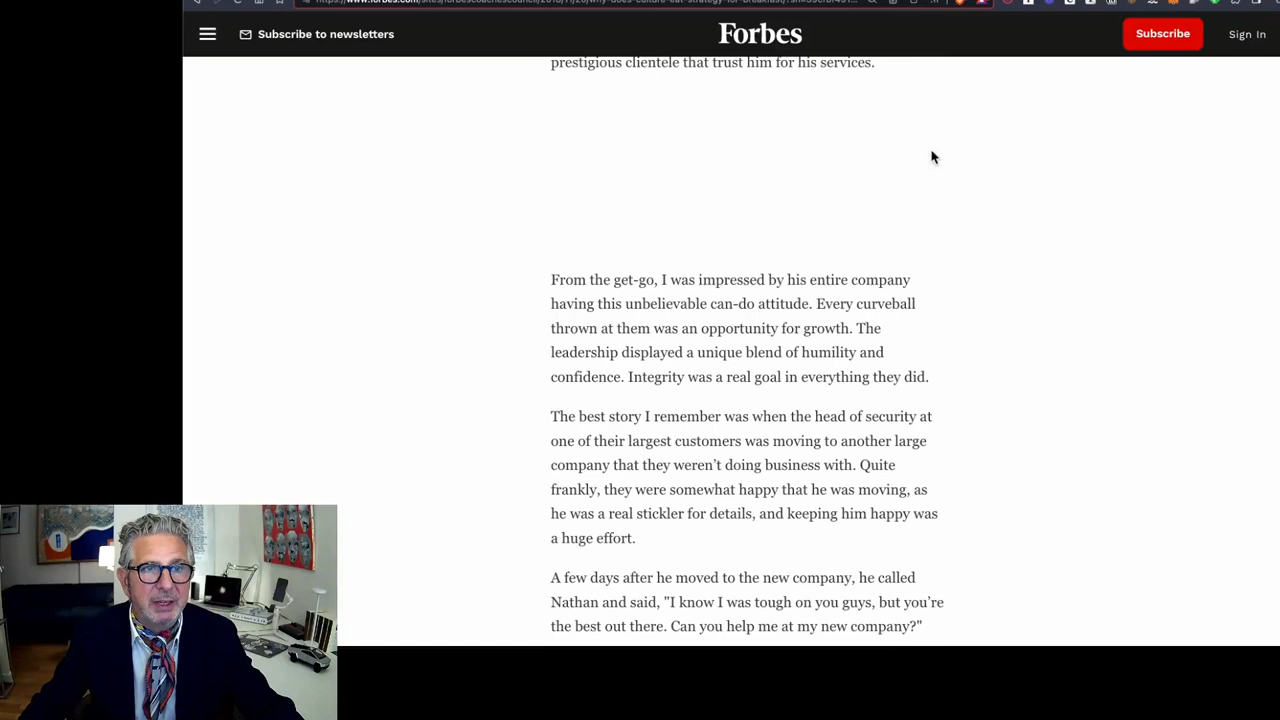 Subscribe to newsletters
Forbes
Subscribe
Sign In
prestigious clientele that trust him for his services.
From the get-go, I was impressed by his entire company
having this unbelievable can-do attitude. Every curveball
thrown at them was an opportunity for growth. The
leadership displayed a unique blend of humility and
confidence. Integrity was a real goal in everything they did.
The best story I remember was when the head of security at
one of their largest customers was moving to another large
company that they weren’t doing business with. Quite
frankly, they were somewhat happy that he was moving, as
he was a real stickler for details, and keeping him happy was
a huge effort.
A few days after he moved to the new company, he called
Nathan and said, "I know I was tough on you guys, but you’re
the best out there. Can you help me at my new company?"